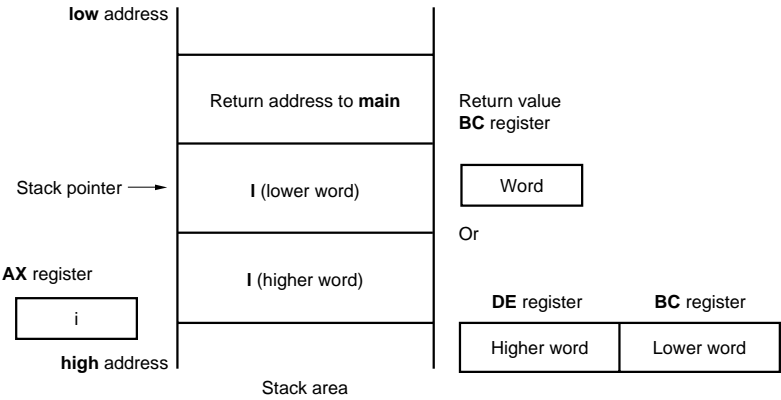 low address
Return address to main
Return value
BC register
Stack pointer
I (lower word)
Word
Or
AX register
I (higher word)
i
DE register
BC register
Higher word
Lower word
high address
Stack area